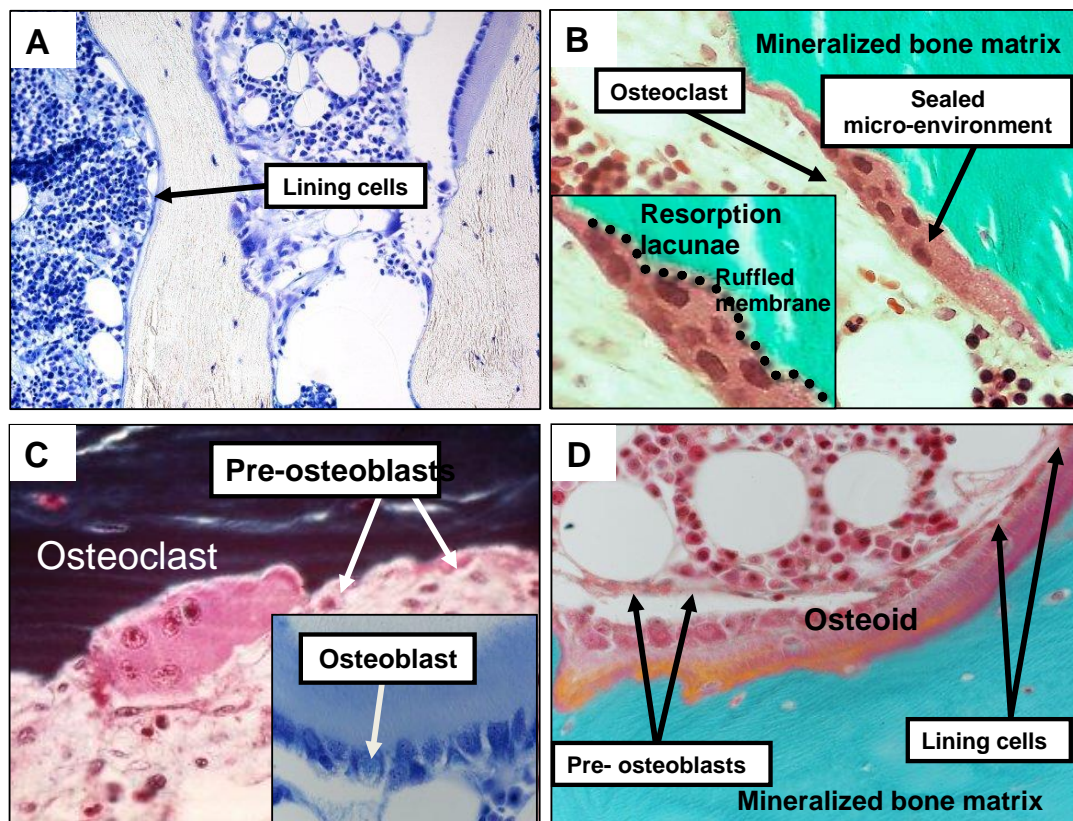 A
Lining cells
B
Mineralized bone matrix
Osteoclast
Sealed
micro-environment
Resorption
lacunae
Ruffled
membrane
C
Pre-osteoblasts
Osteoclast
Osteoblast
D
Osteoid
Pre- osteoblasts
Lining cells
Mineralized bone matrix